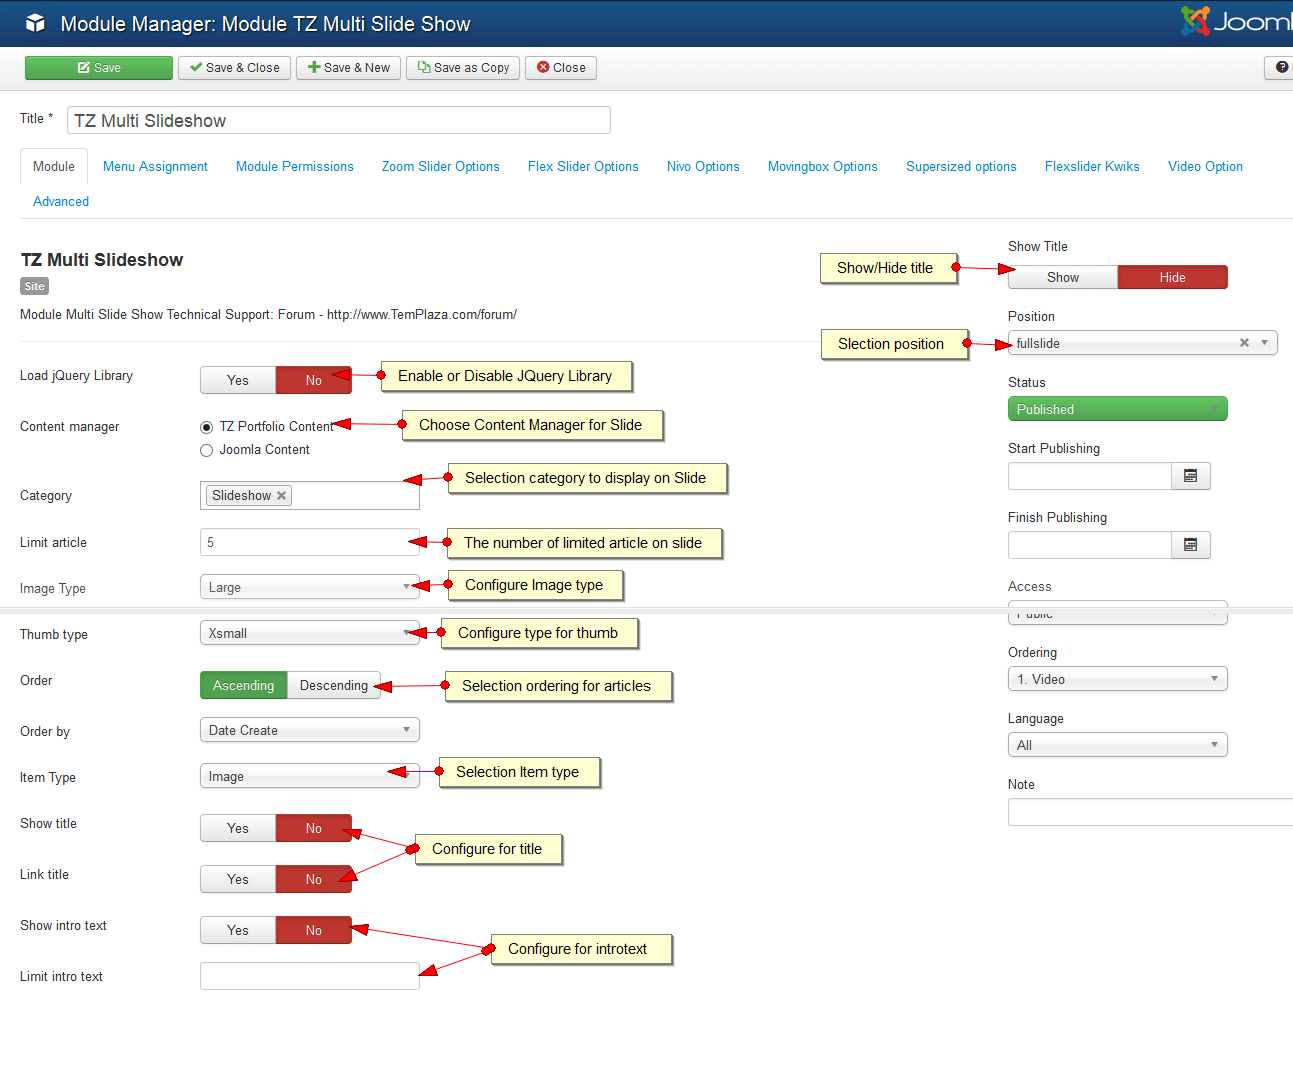 Module Manager: Module TZ Multi Slide Show
Save
Save & Close
Save & New
Save as Copy
Close
Title *
TZ Multi Slideshow
Module
Menu Assignment
Module Permissions
Zoom Slider Options
Flex Slider Options
Nivo Options
Movingbox Options
Supersized options
Flexslider Kwiks
Video Option
Advanced
TZ Multi Slideshow
Site
Module Multi Slide Show Technical Support: Forum - http://www.TemPlaza.com/forum/
Load jQuery Library
Yes
No
Enable or Disable JQuery Library
Content manager
TZ Portfolio Content
Joomla Content
Choose Content Manager for Slide
Category
Slideshow
Selection category to display on Slide
Limit article
5
The number of limited article on slide
Image Type
Large
Configure Image type
Thumb type
Xsmall
Configure type for thumb
Order
Ascending
Descending
Selection ordering for articles
Order by
Date Create
Item Type
Image
Selection Item type
Show title
Yes
No
Configure for title
Link title
Yes
No
Show intro text
Yes
No
Configure for introtext
Limit intro text
Show/Hide title
Show Title
Show
Hide
Slection position
Position
fullslide
Status
Published
Start Publishing
Finish Publishing
Access
Public
Ordering
1. Video
Language
All
Note